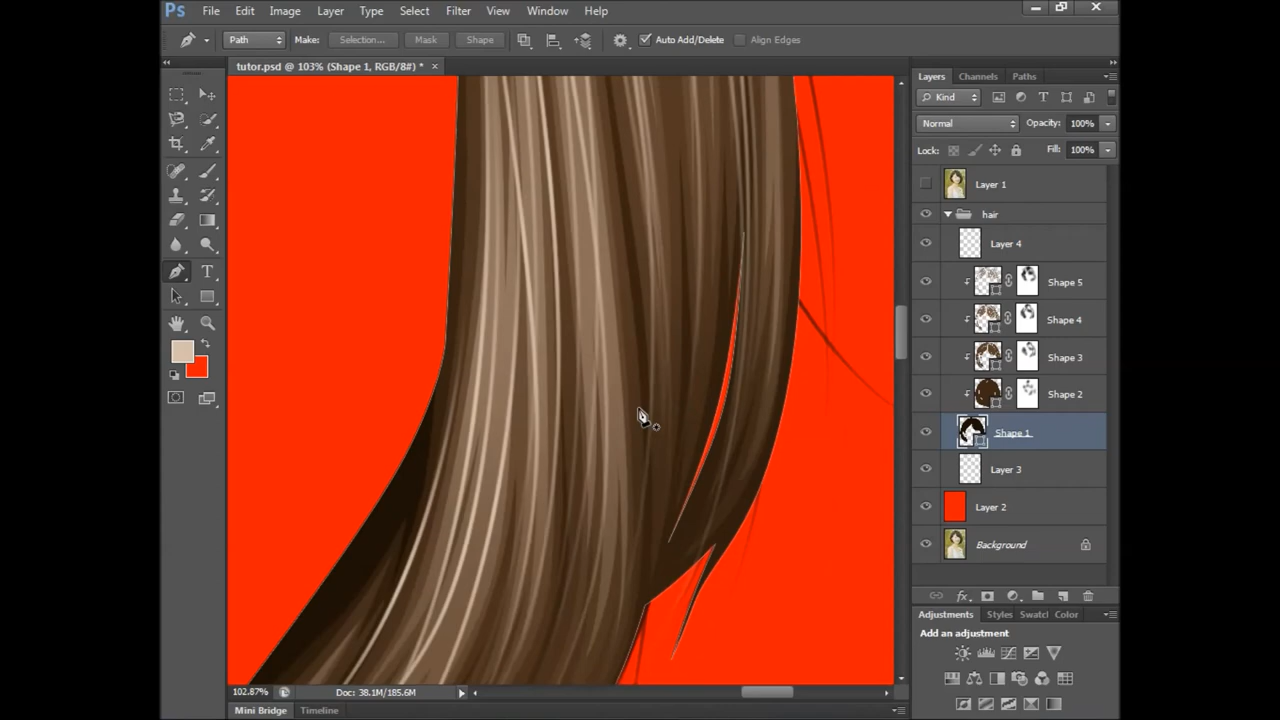 Ps File Edit Image Layer Type Select Filter View Window Help
Path Make: Selection... Mask Shape Auto Add/Delete Align Edges
tutor.psd @ 103% (Shape 1, RGB/8#) *
Layers Channels Paths
Kind
Normal Opacity: 100%
Lock: Fill: 100%
Layer 1
hair
Layer 4
Shape 5
Shape 4
Shape 3
Shape 2
Shape 1
Layer 3
Layer 2
Background
fx
Adjustments Styles Swatcl Color
Add an adjustment
102.87% Doc: 38.1M/185.6M
Mini Bridge Timeline